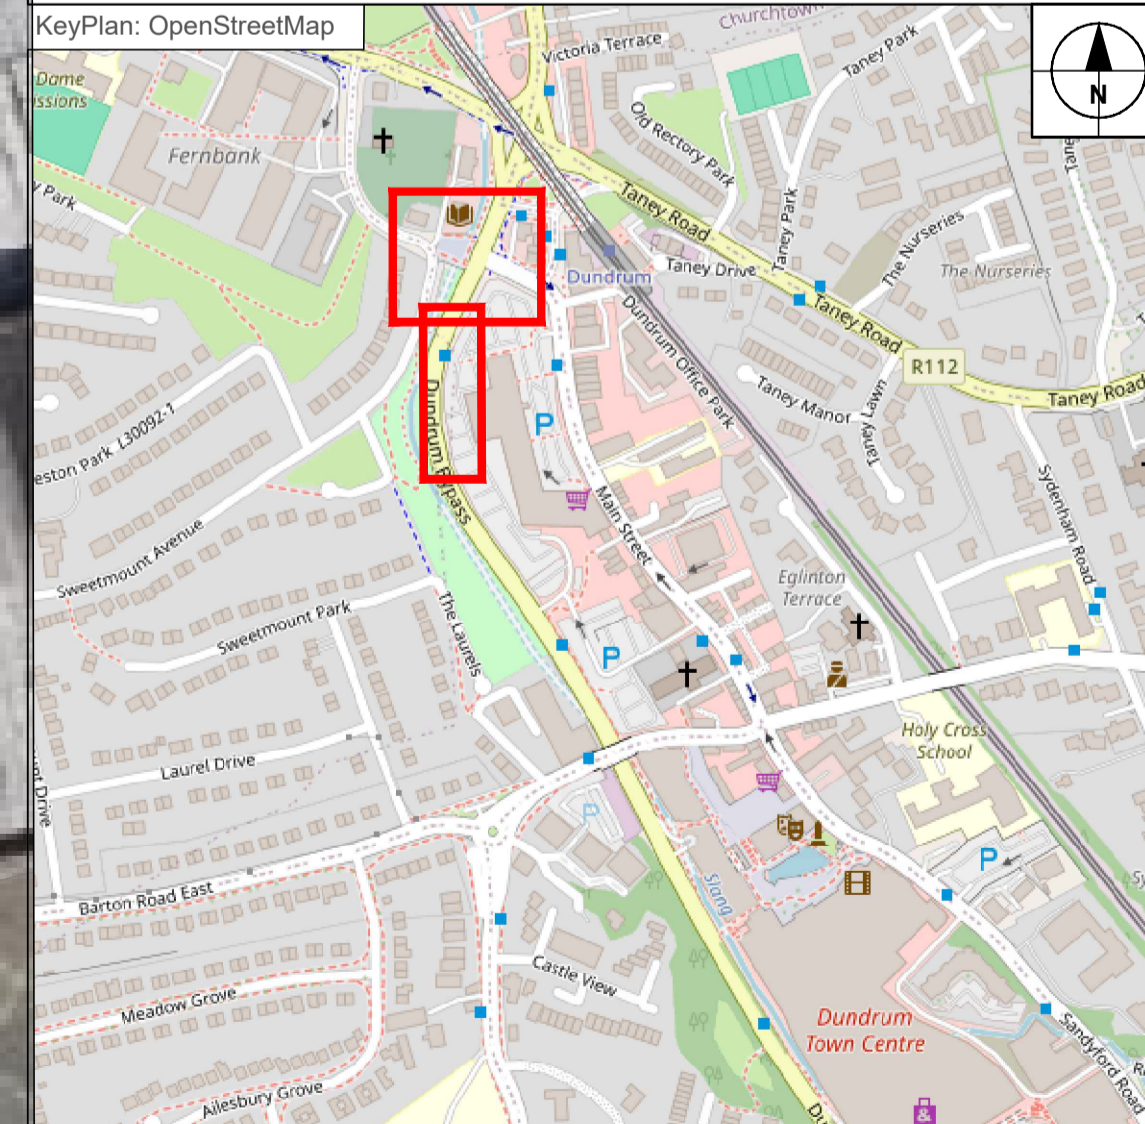 KeyPlan: OpenStreetMap
Churchtown
Victoria Terrace
Taney Park
Dame
Old Rectory Park
N
Fernbank
Park
Taney Road
Taney Park
The Nurseries
The Nurseries
Dundrum
Taney Drive
Taney Road
Dundrum Office Park
R112
Taney Road
Taney Manor
Taney Lawn
Dundrum Bypass
P
L30092-1
Main Street
Sydenham Road
Sweetmount Avenue
Eglinton
Terrace
Sweetmount Park
The Laurels
P
Holy Cross
School
Laurel Drive
Drive
P
P
Barton Road East
Slang
Castle View
Meadow Grove
Dundrum
Town Centre
Sandyford Road
Ailesbury Grove